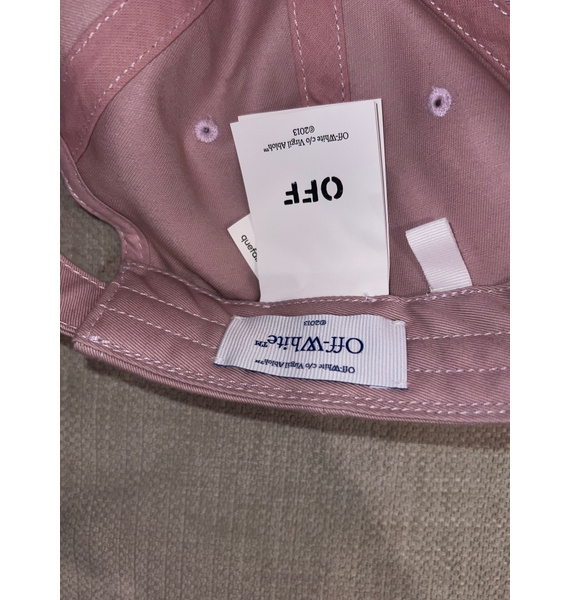 Off-White c/o Virgil Abloh™
Off-White™
©2013
OFF
Off-White c/o Virgil Abloh™
©2013